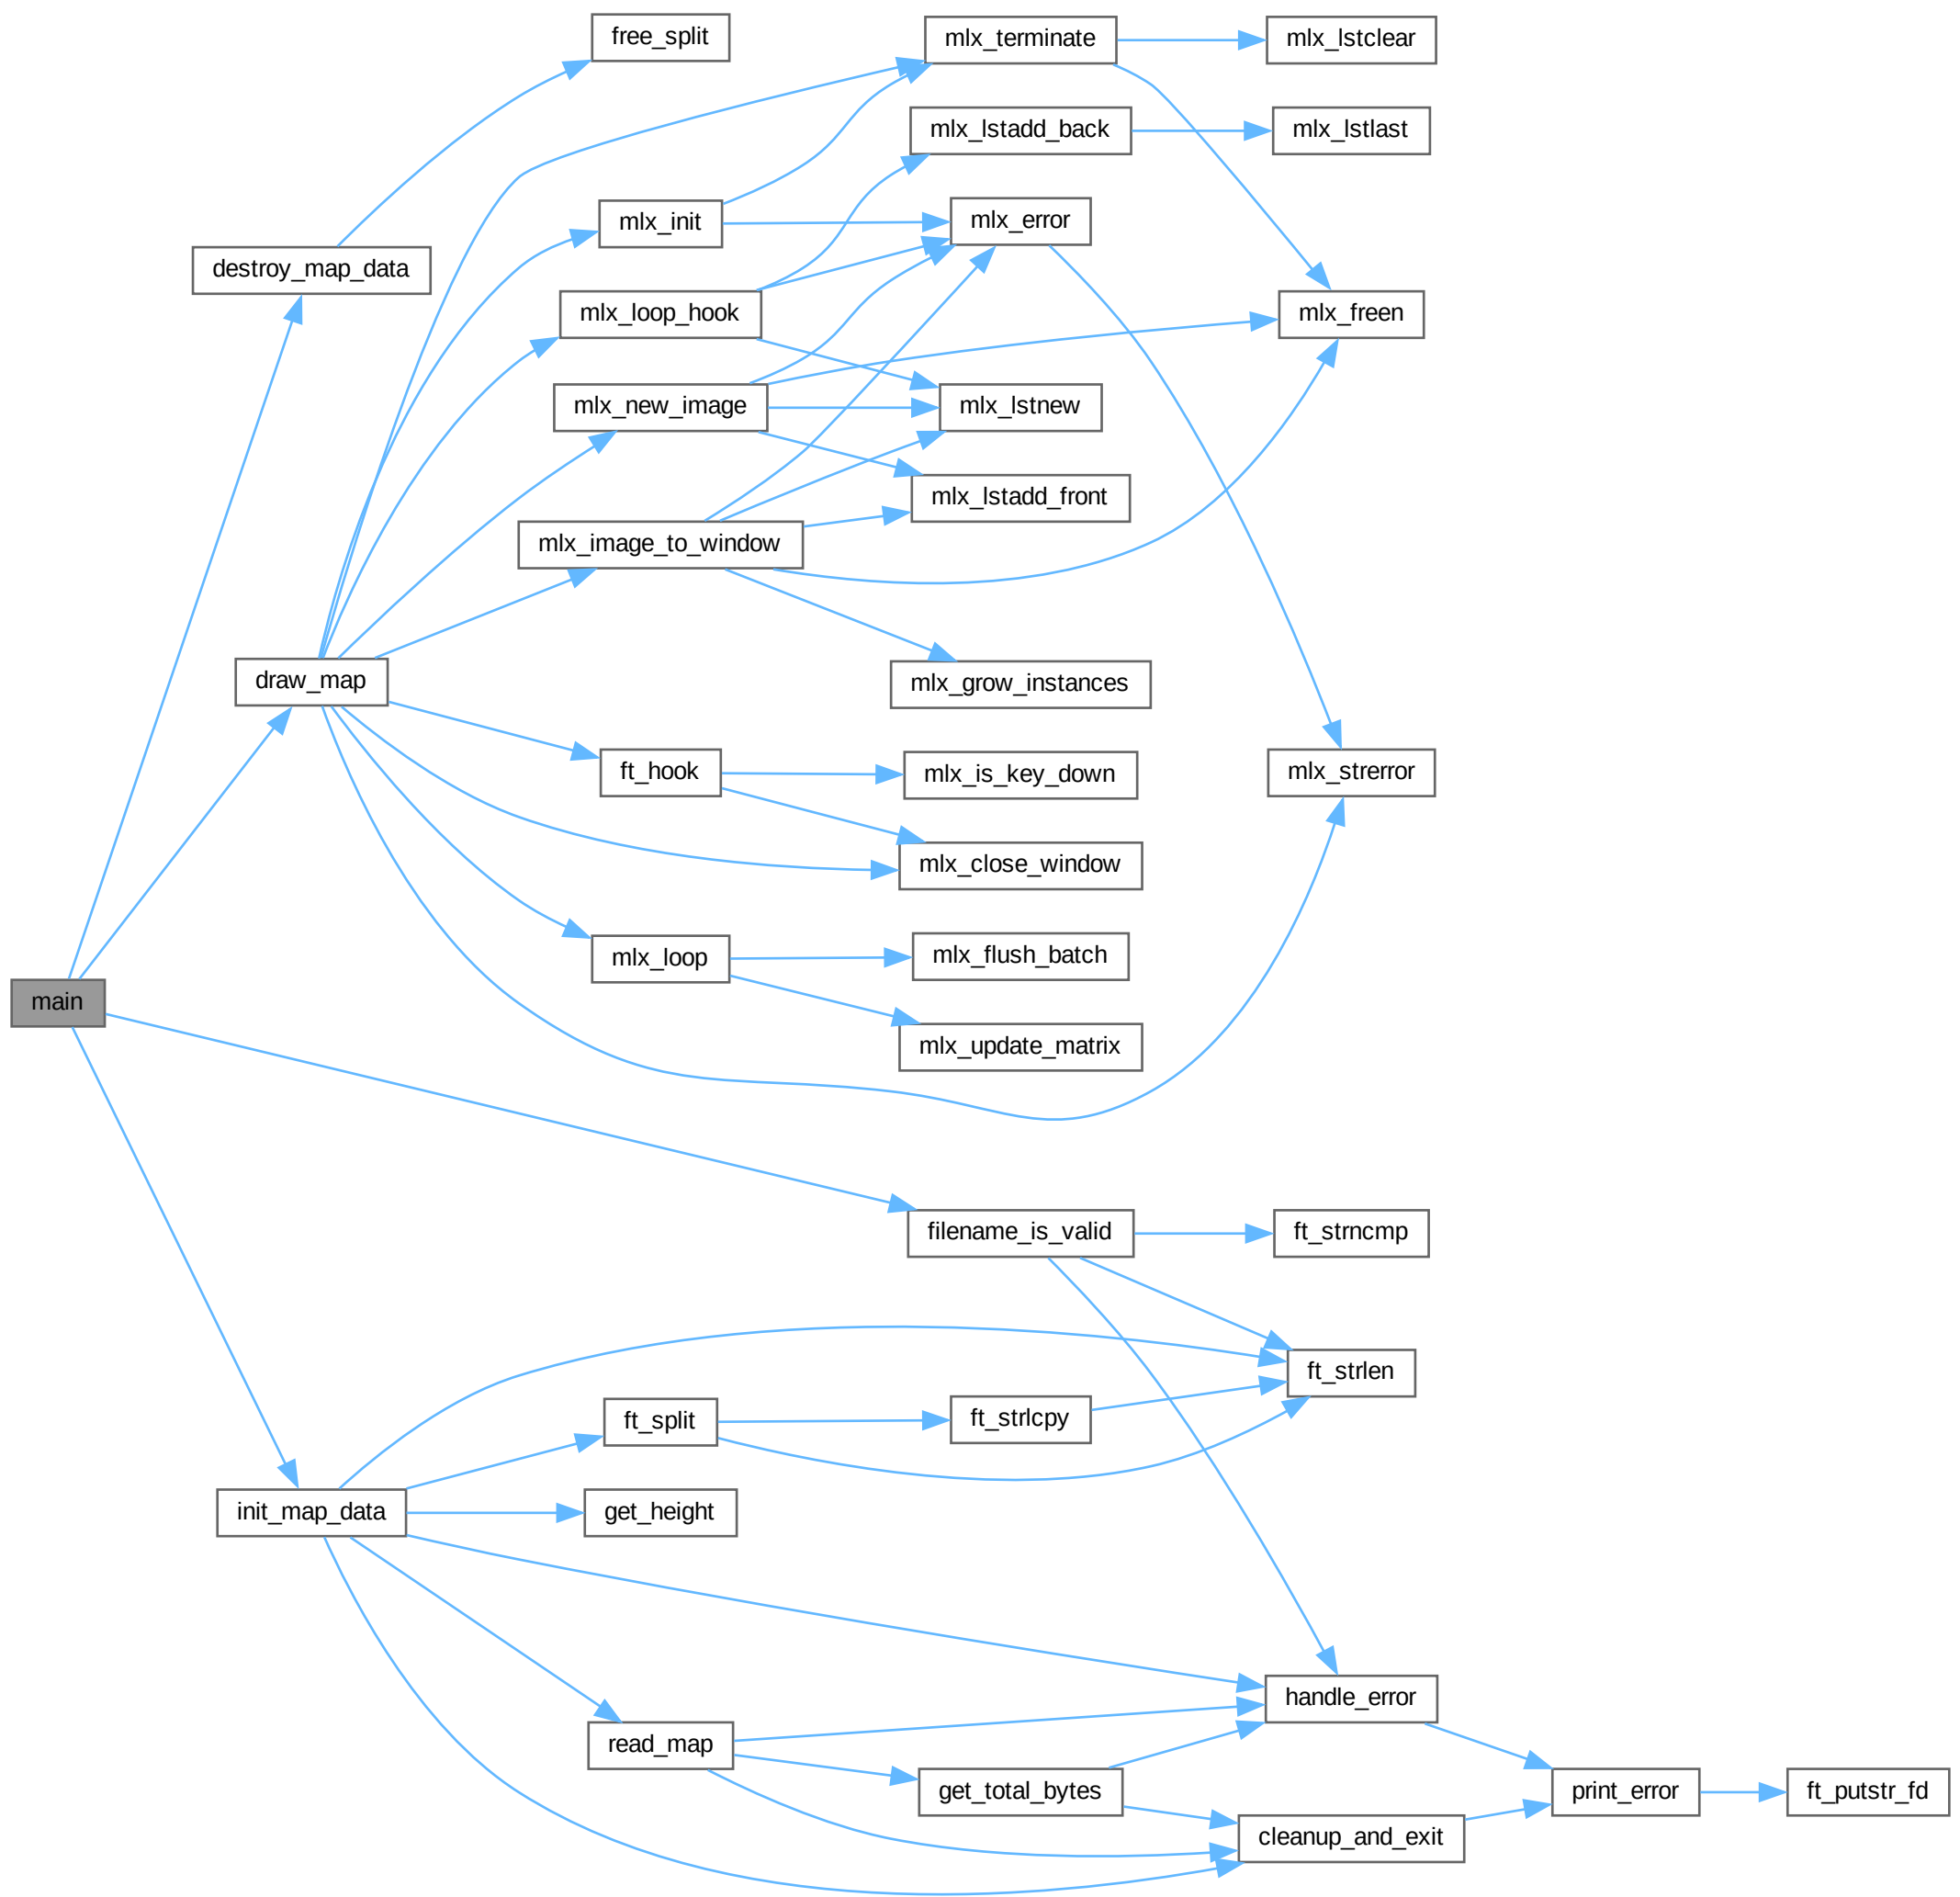 free_split
mlx_terminate
mlx_lstclear
mlx_lstadd_back
mlx_lstlast
mlx_init
mlx_error
destroy_map_data
mlx_loop_hook
mlx_freen
mlx_new_image
mlx_lstnew
mlx_lstadd_front
mlx_image_to_window
draw_map
mlx_grow_instances
ft_hook
mlx_is_key_down
mlx_strerror
mlx_close_window
mlx_loop
mlx_flush_batch
main
mlx_update_matrix
filename_is_valid
ft_strncmp
ft_strlen
ft_split
ft_strlcpy
init_map_data
get_height
handle_error
read_map
get_total_bytes
print_error
ft_putstr_fd
cleanup_and_exit